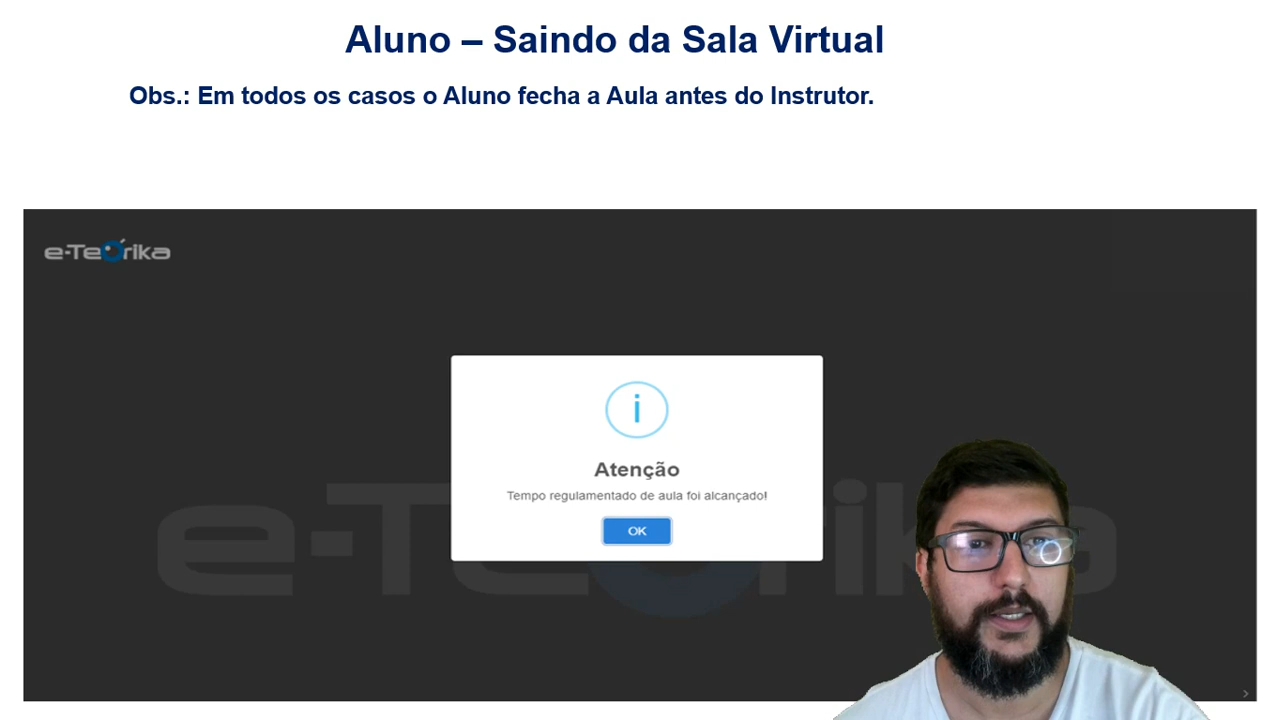 Aluno – Saindo da Sala Virtual
Obs.: Em todos os casos o Aluno fecha a Aula antes do Instrutor.
e-Teórika
Atenção
Tempo regulamentado de aula foi alcançado!
OK